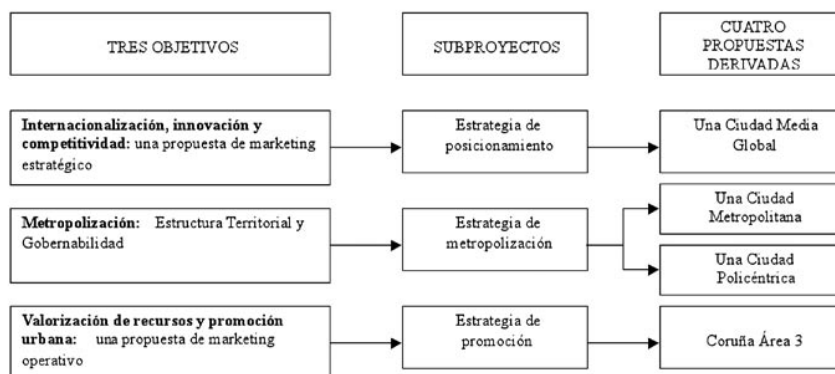 TRES OBJETIVOS
SUBPROYECTOS
CUATRO
PROPUESTAS
DERIVADAS
Internacionalización, innovación y
competitividad: una propuesta de marketing
estratégico
Estrategia de
posicionamiento
Una Ciudad Media
Global
Metropolización: Estructura Territorial y
Gobernabilidad
Estrategia de
metropolización
Una Ciudad
Metropolitana
Una Ciudad
Policéntrica
Valorización de recursos y promoción
urbana: una propuesta de marketing
operativo
Estrategia de
promoción
Coruña Área 3